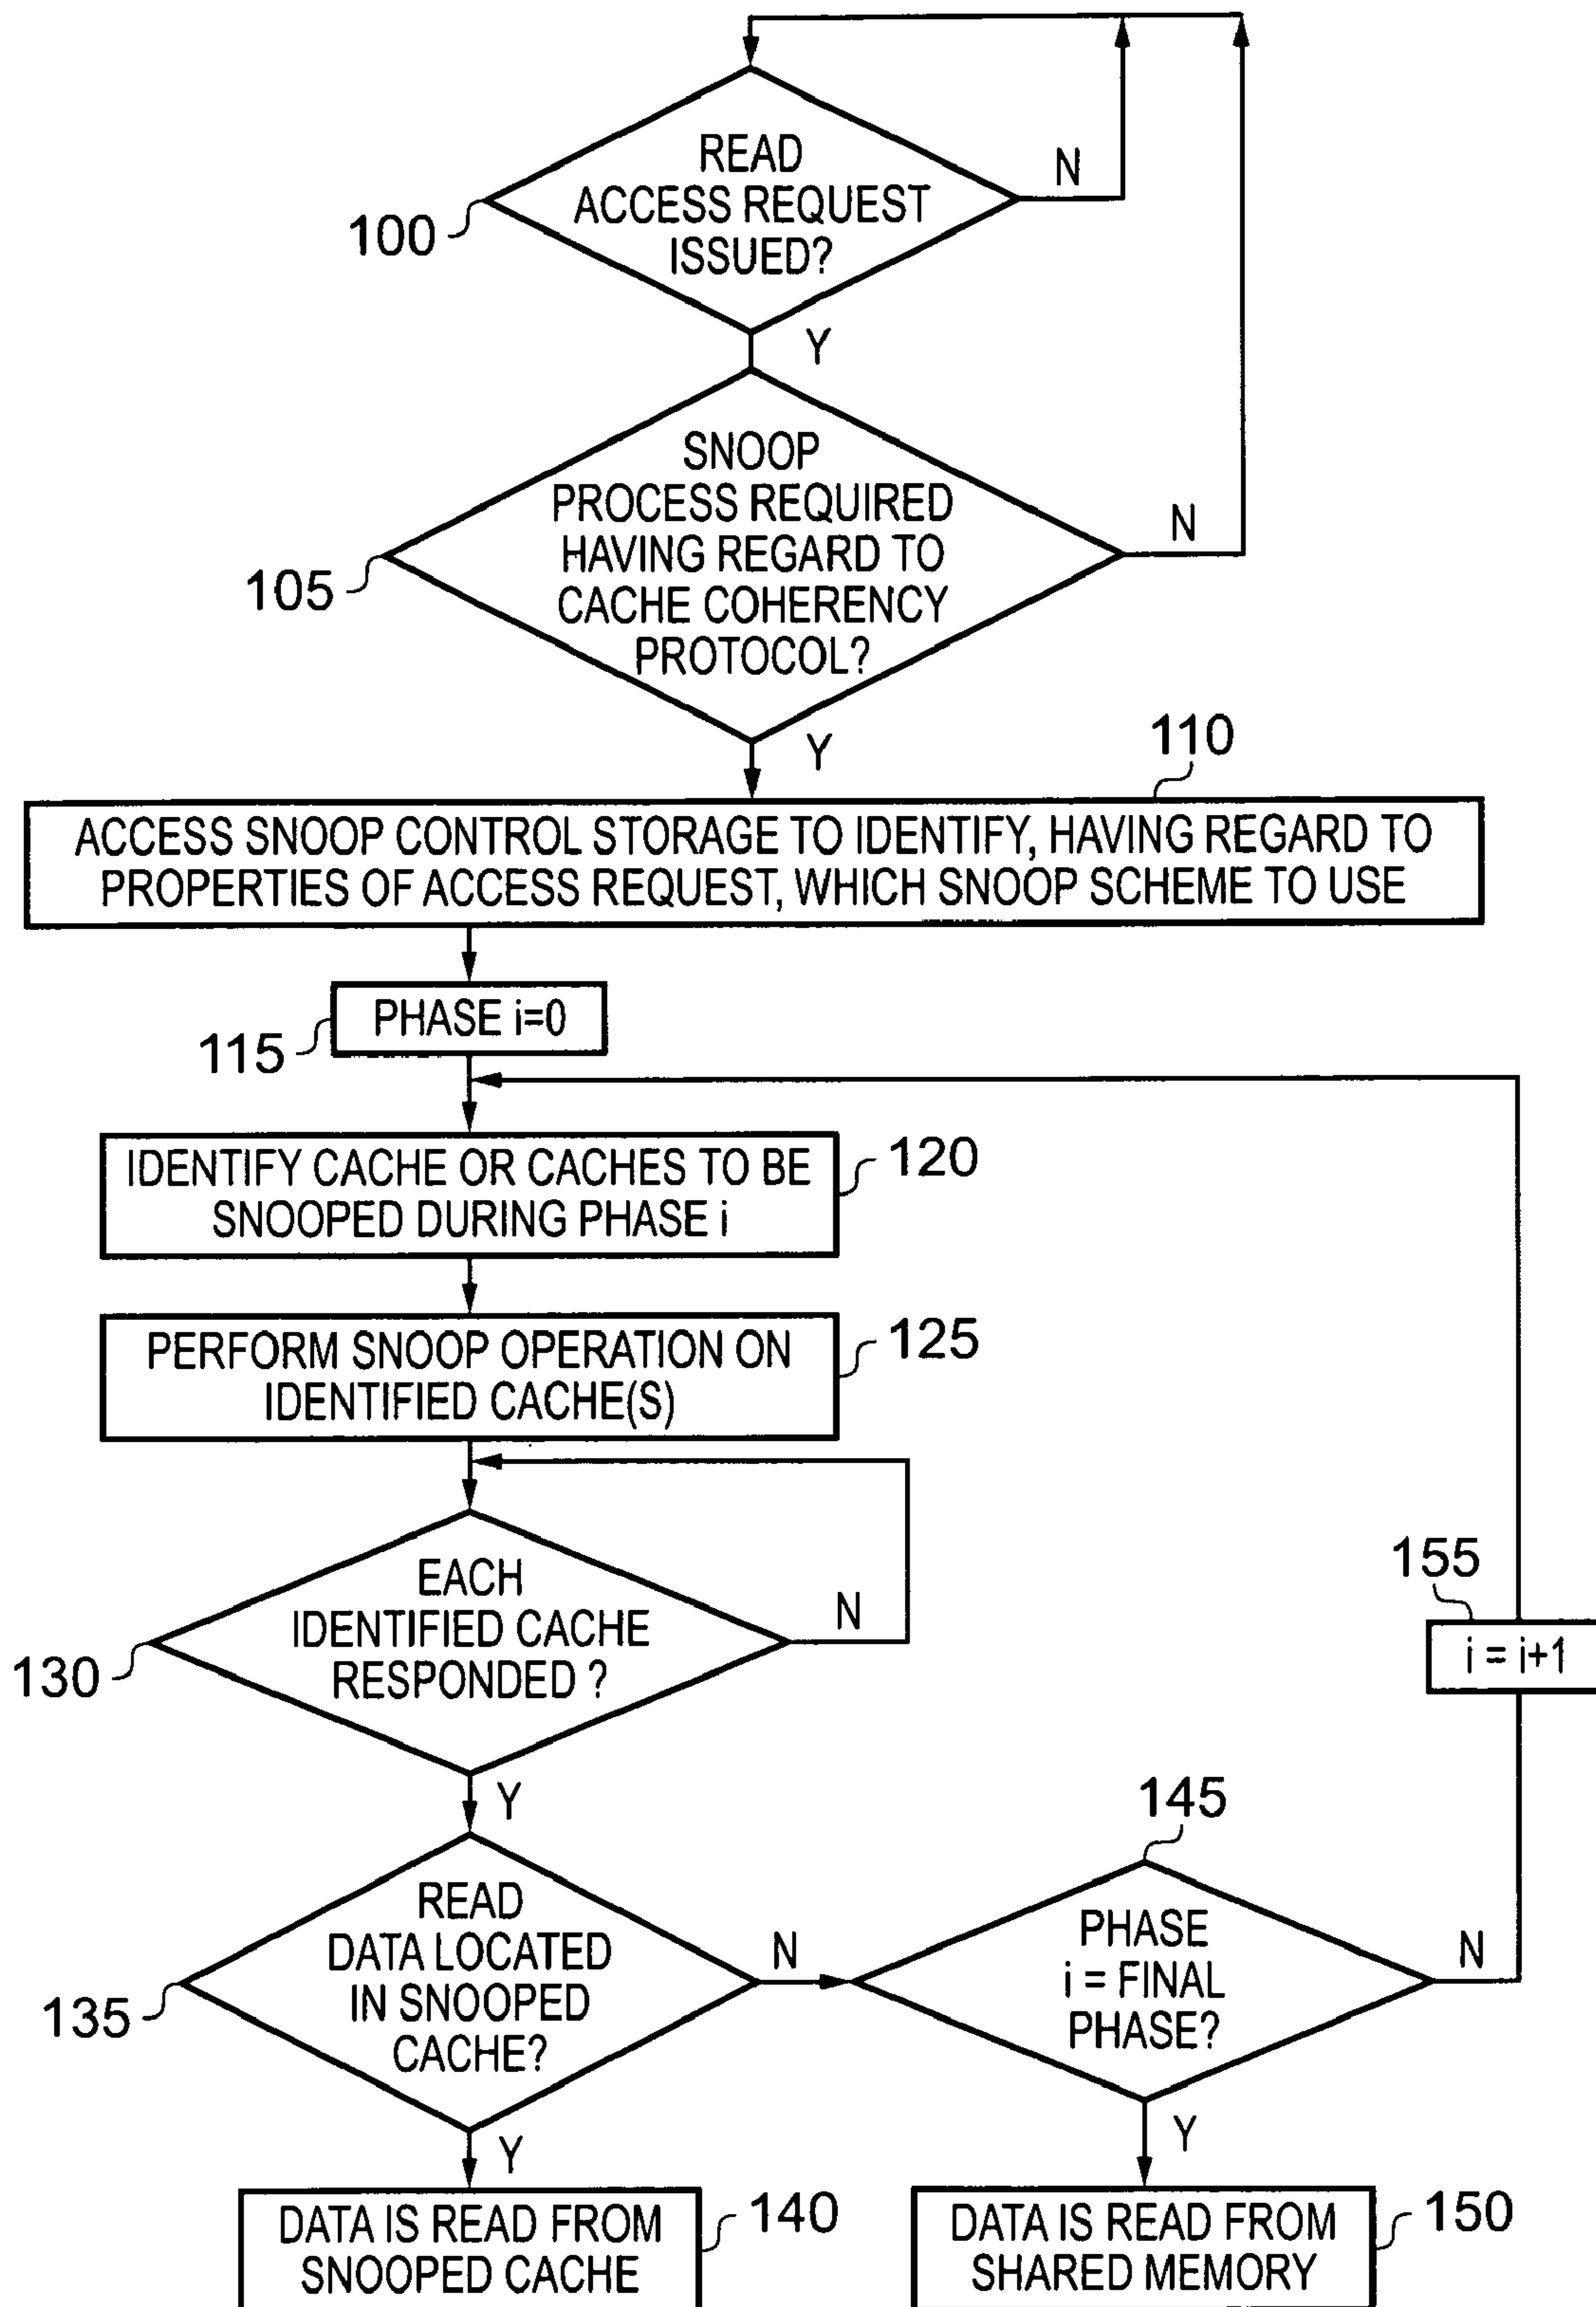 READ
ACCESS REQUEST
ISSUED?
N
100
Y
SNOOP
PROCESS REQUIRED
HAVING REGARD TO
CACHE COHERENCY
PROTOCOL?
N
105
Y
110
ACCESS SNOOP CONTROL STORAGE TO IDENTIFY, HAVING REGARD TO
PROPERTIES OF ACCESS REQUEST, WHICH SNOOP SCHEME TO USE
PHASE i=0
115
IDENTIFY CACHE OR CACHES TO BE
SNOOPED DURING PHASE i
120
PERFORM SNOOP OPERATION ON
IDENTIFIED CACHE(S)
125
EACH
IDENTIFIED CACHE
RESPONDED ?
N
130
155
i = i+1
Y
145
READ
DATA LOCATED
IN SNOOPED
CACHE?
N
135
PHASE
i = FINAL
PHASE?
N
Y
Y
DATA IS READ FROM
SNOOPED CACHE
140
DATA IS READ FROM
SHARED MEMORY
150